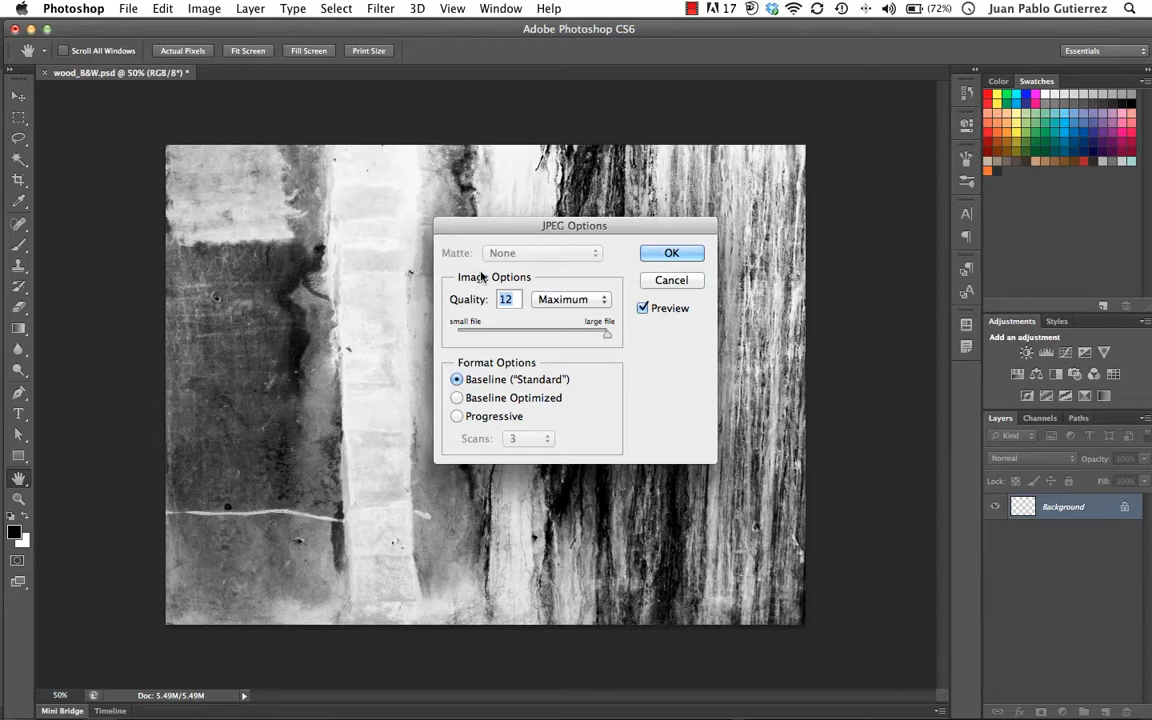 Photoshop File Edit Image Layer Type Select Filter 3D View Window Help 17 (72%) Juan Pablo Gutierrez
Adobe Photoshop CS6
Scroll All Windows Actual Pixels Fit Screen Fill Screen Print Size Essentials
wood_B&W.psd @ 50% (RGB/8*) *
Color Swatches
JPEG Options
Matte: None OK
Image Options Cancel
Quality: 12 Maximum Preview
small file large file
Format Options
Baseline (“Standard”)
Baseline Optimized
Progressive
Scans: 3
Adjustments Styles
Add an adjustment
Layers Channels Paths
Kind
Normal Opacity: 100%
Lock: Fill: 100%
Background
50% Doc: 5.49M/5.49M
Mini Bridge Timeline